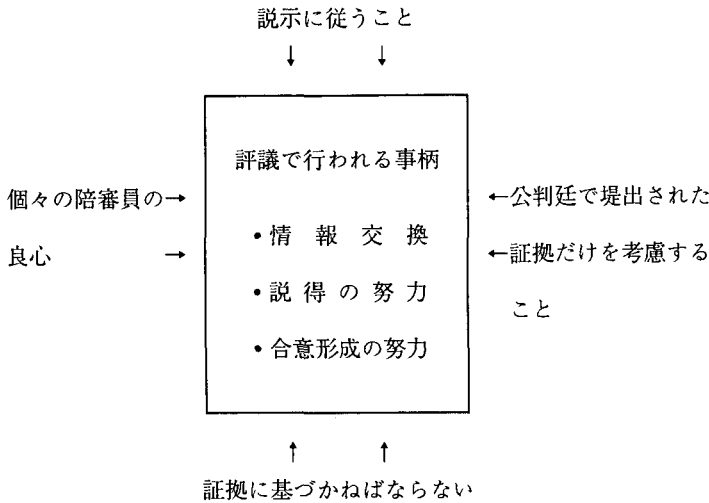 説示に従うこと
↓ ↓
評議で行われる事柄
個々の陪審員の→
良心 →
・情報交換
・説得の努力
・合意形成の努力
←公判廷で堤出された
←証拠だけを考慮する
こと
↑ ↑
証拠に基づかねばならない